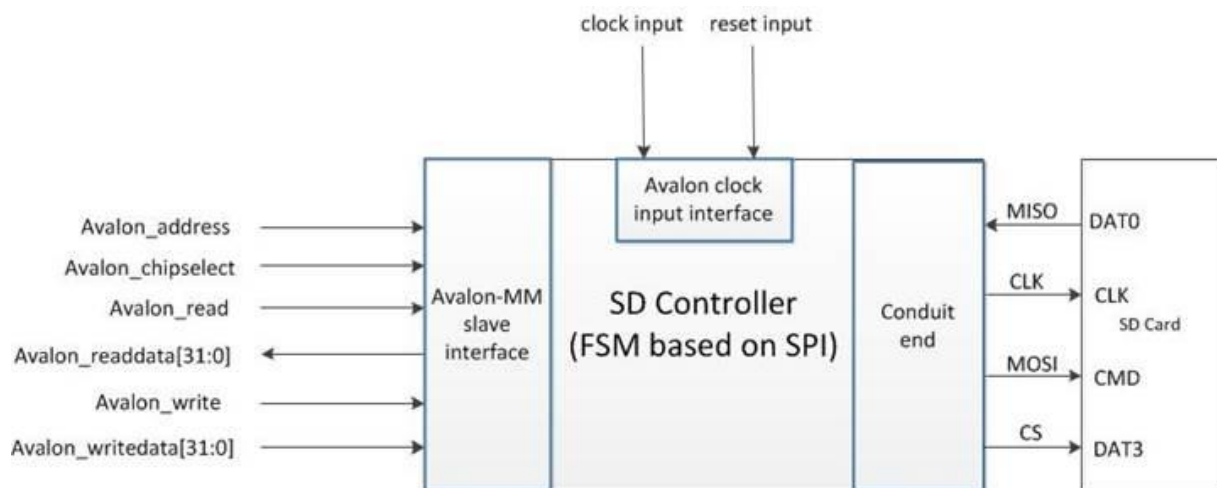 clock input
reset input
Avalon clock
input interface
Avalon_address
Avalon_chipselect
Avalon_read
Avalon_readdata[31:0]
Avalon_write
Avalon_writedata[31:0]
Avalon-MM
slave
interface
SD Controller
(FSM based on SPI)
Conduit
end
MISO
CLK
MOSI
CS
DAT0
CLK
SD Card
CMD
DAT3